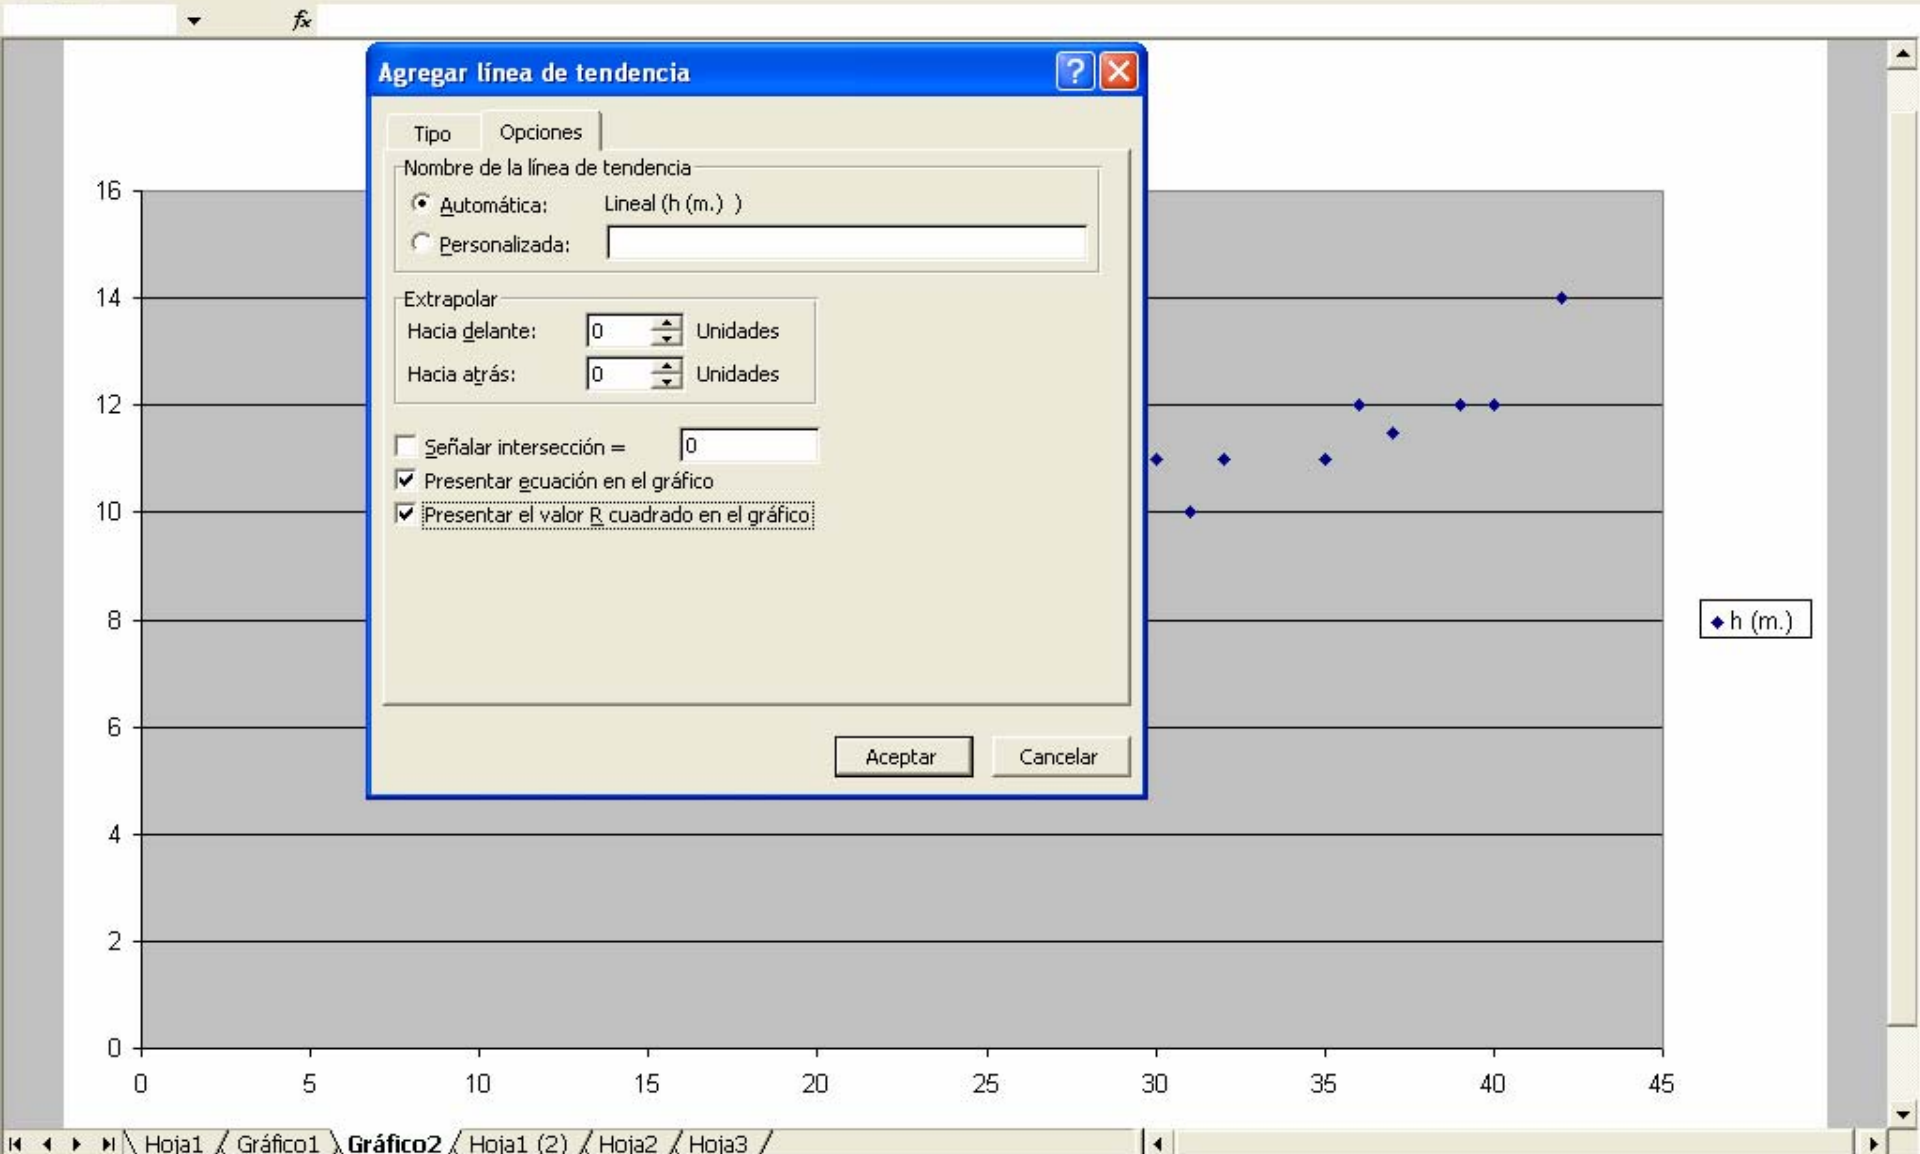 fx
Agregar línea de tendencia
Tipo Opciones
Nombre de la línea de tendencia
Automática: Lineal (h (m.) )
Personalizada:
Extrapolar
Hacia delante: 0 Unidades
Hacia atrás: 0 Unidades
Señalar intersección = 0
Presentar ecuación en el gráfico
Presentar el valor R cuadrado en el gráfico
Aceptar Cancelar
16
14
12
10
8
6
4
2
0
0 5 10 15 20 25 30 35 40 45
h (m.)
Hoja1 Gráfico1 Gráfico2 Hoja1 (2) Hoja2 Hoja3